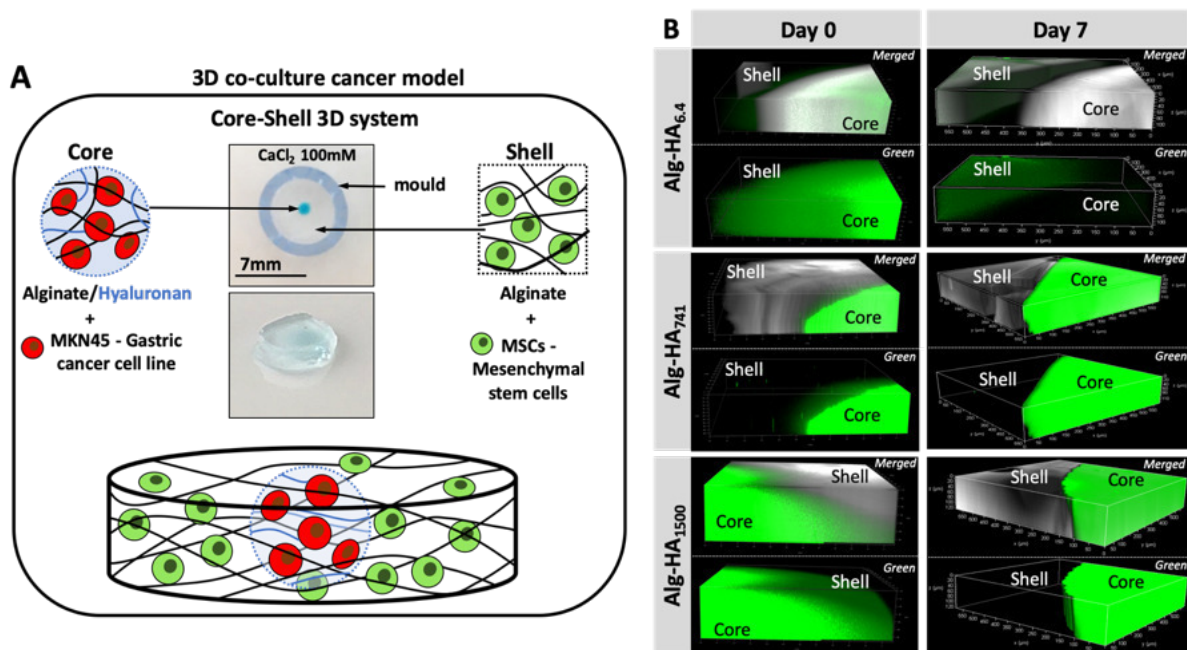 A
3D co-culture cancer model
Core-Shell 3D system
Core
CaCl2 100mM
mould
7mm
Shell
Alginate/Hyaluronan
+
MKN45 - Gastric
cancer cell line
Alginate
+
MSCs -
Mesenchymal
stem cells
B
Day 0
Day 7
Alg-HA6.4
Merged
Shell
Core
Merged
Shell
Core
Green
Shell
Core
Green
Shell
Core
Alg-HA741
Merged
Shell
Core
Merged
Shell
Core
Green
Shell
Core
Green
Shell
Core
Alg-HA1500
Merged
Shell
Core
Merged
Shell
Core
Green
Shell
Core
Green
Shell
Core